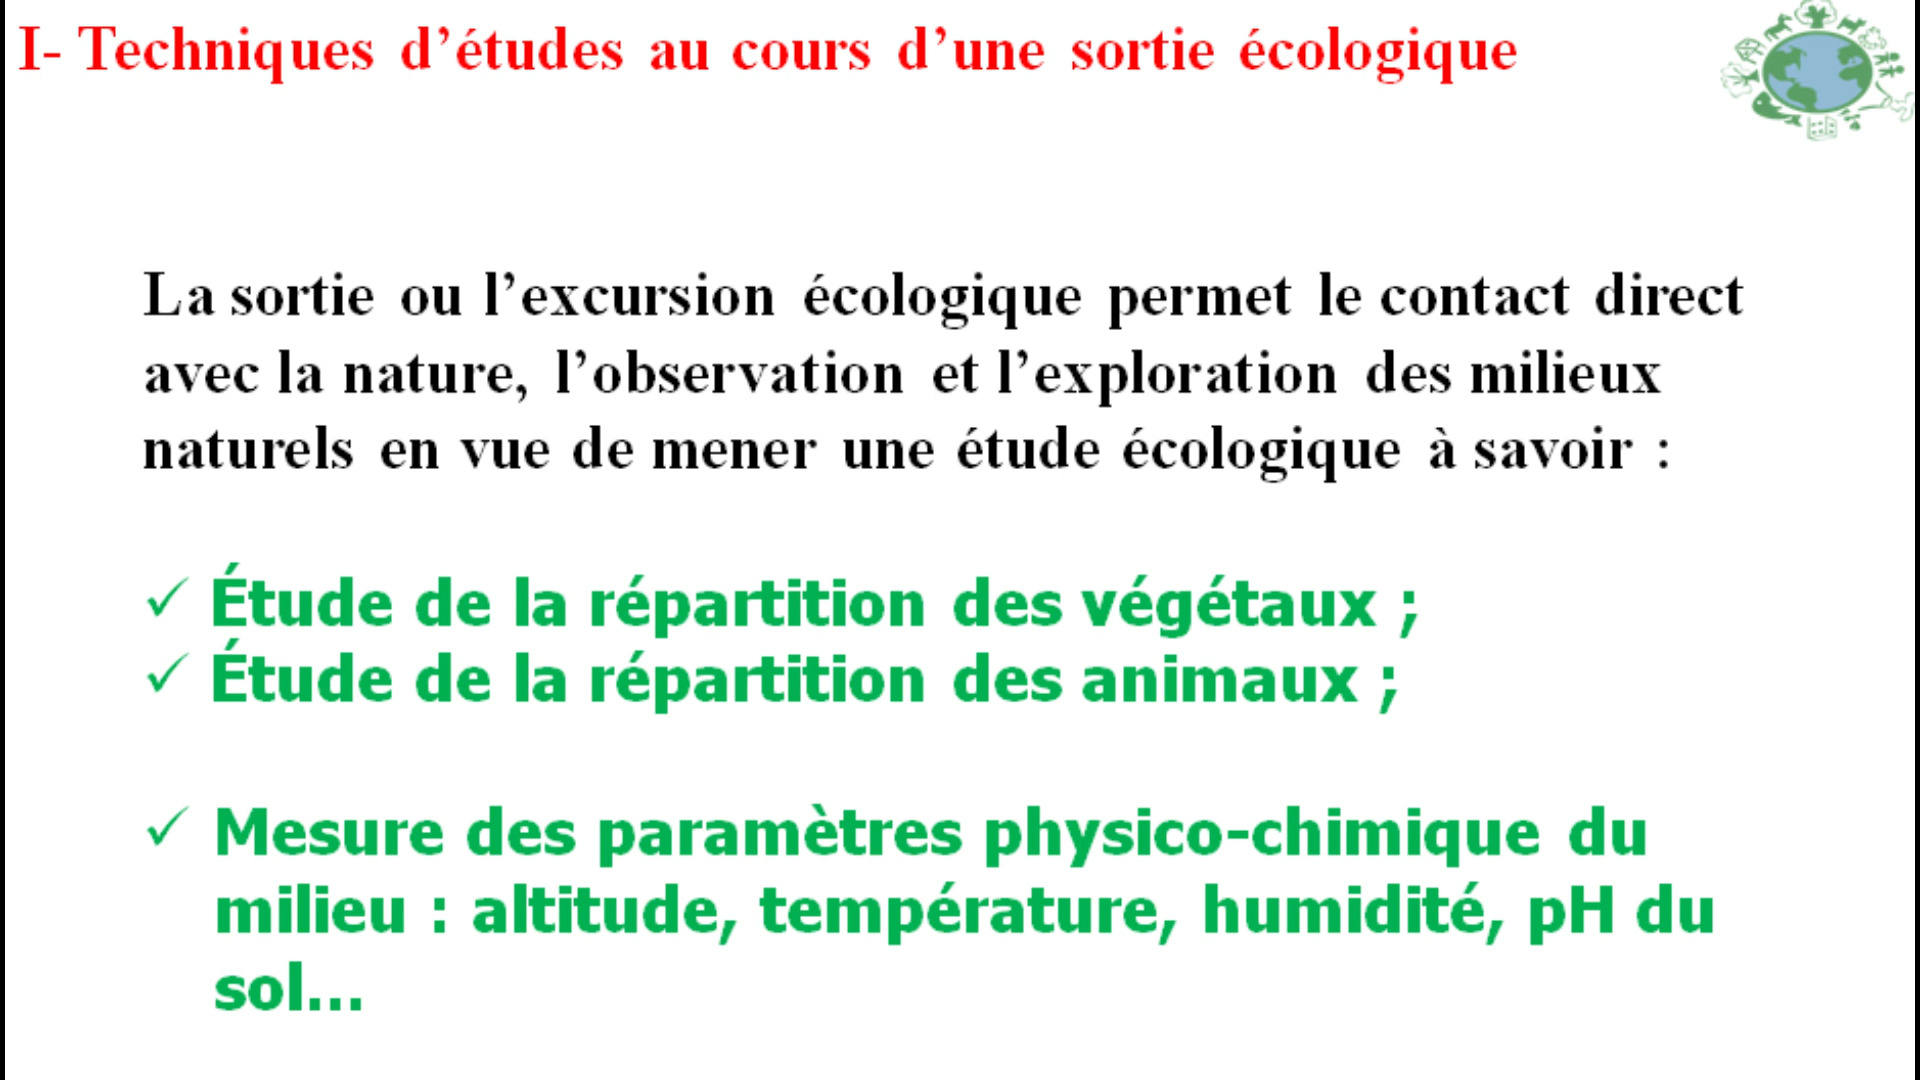 I- Techniques d’études au cours d’une sortie écologique
La sortie ou l’excursion écologique permet le contact direct
avec la nature, l’observation et l’exploration des milieux
naturels en vue de mener une étude écologique à savoir :
✓ Étude de la répartition des végétaux ;
✓ Étude de la répartition des animaux ;
✓ Mesure des paramètres physico-chimique du
milieu : altitude, température, humidité, pH du
sol...